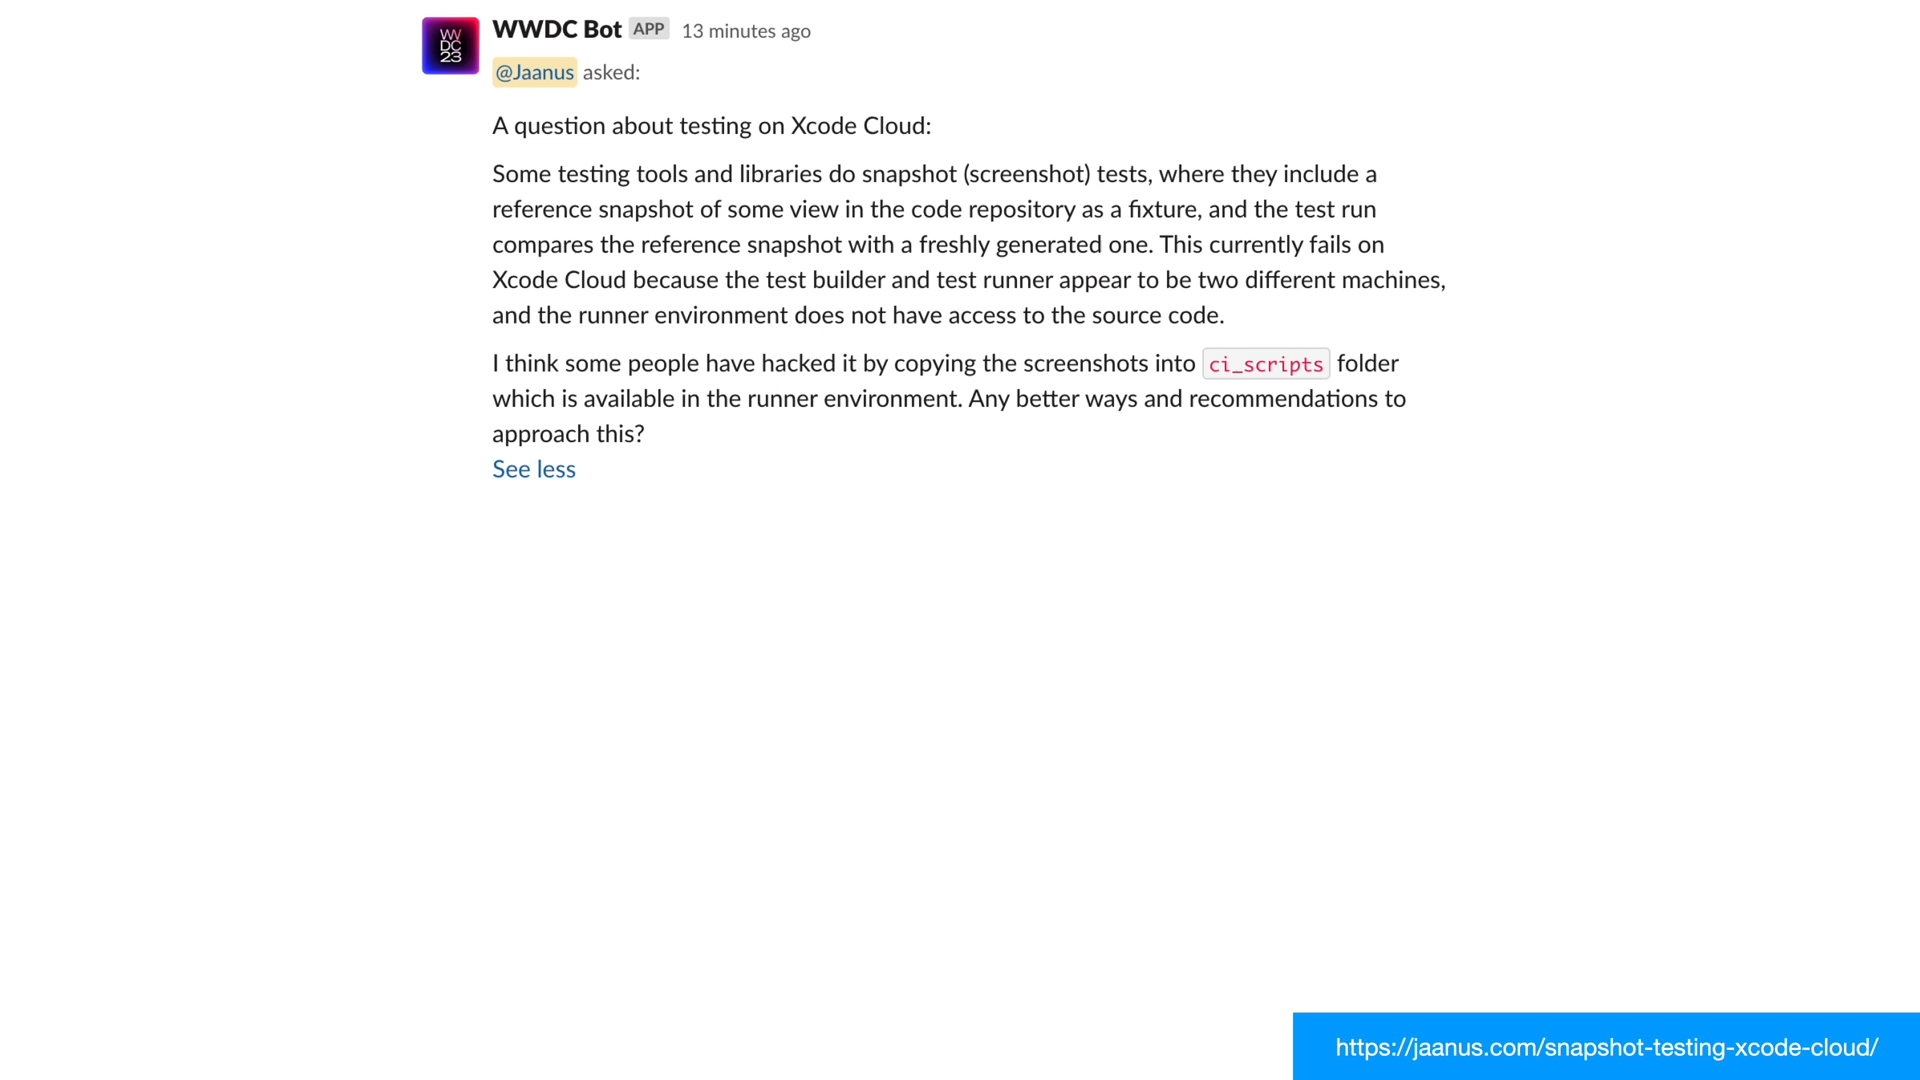 WW
DC
23
WWDC Bot APP 13 minutes ago
@Jaanus asked:
A question about testing on Xcode Cloud:
Some testing tools and libraries do snapshot (screenshot) tests, where they include a
reference snapshot of some view in the code repository as a fixture, and the test run
compares the reference snapshot with a freshly generated one. This currently fails on
Xcode Cloud because the test builder and test runner appear to be two different machines,
and the runner environment does not have access to the source code.
I think some people have hacked it by copying the screenshots into ci_scripts folder
which is available in the runner environment. Any better ways and recommendations to
approach this?
See less
https://jaanus.com/snapshot-testing-xcode-cloud/